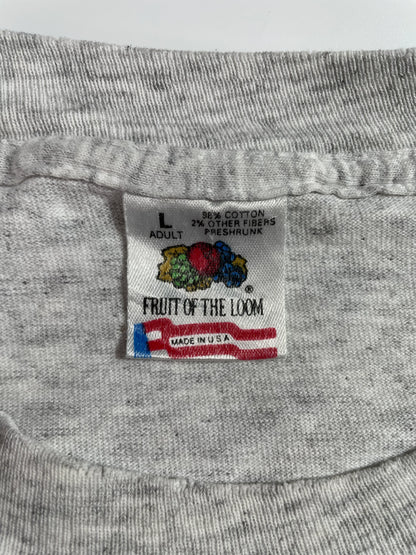 L
ADULT
98% COTTON
2% OTHER FIBERS
PRESHRUNK
®
FRUIT OF THE LOOM
MADE IN U S A